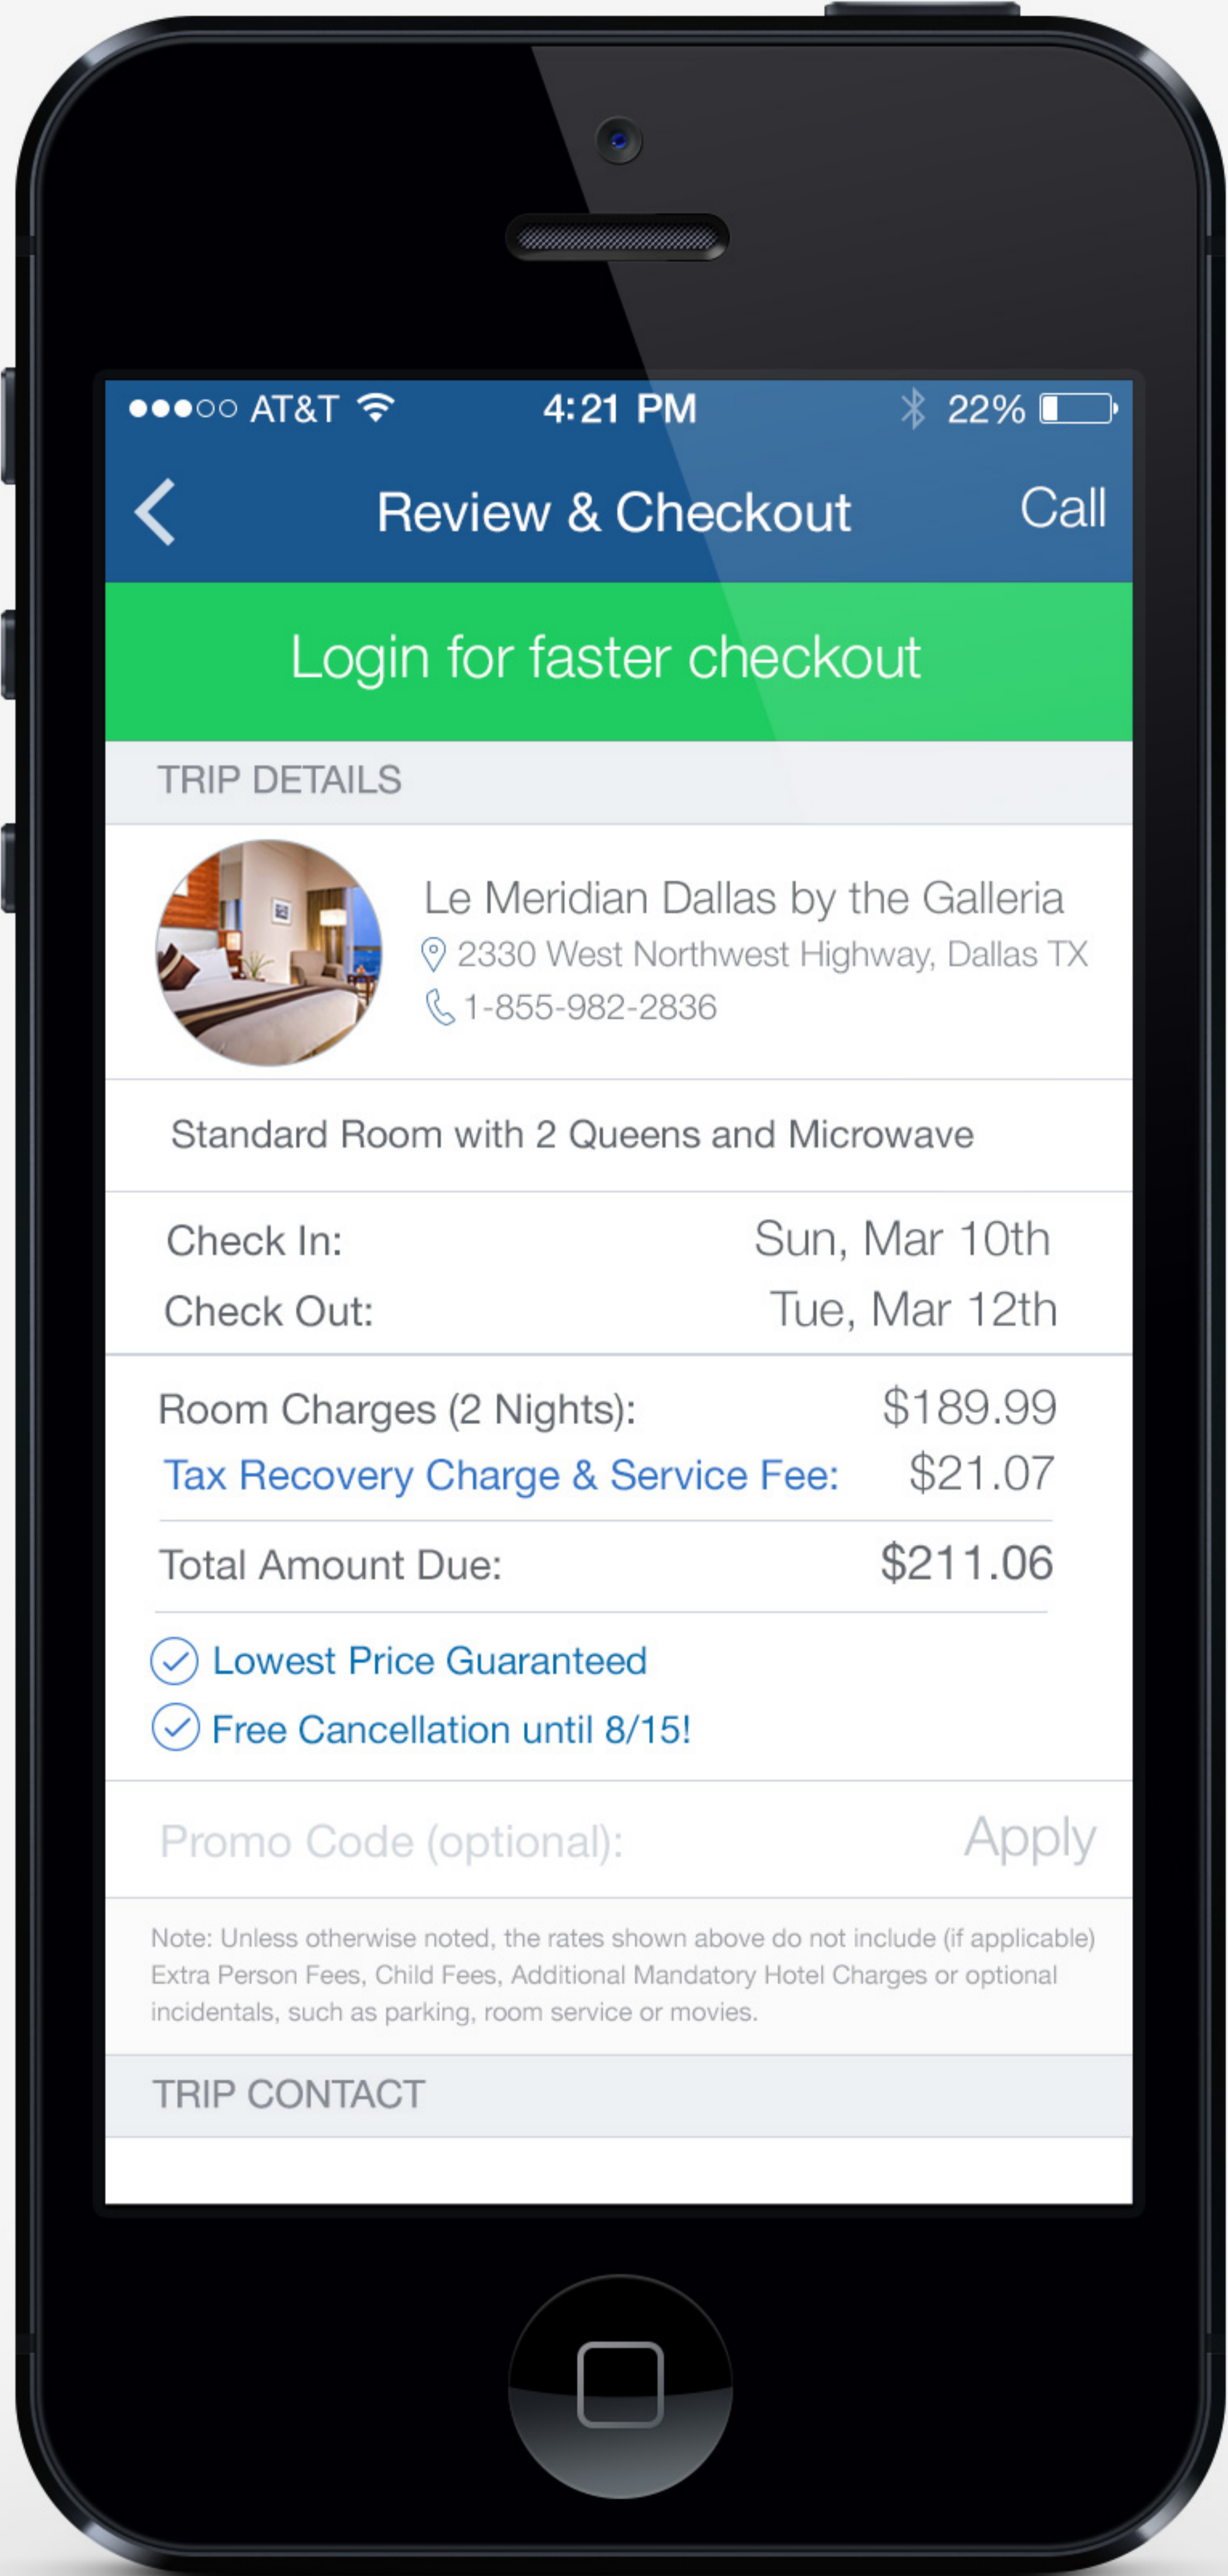 AT&T 4:21 PM 22%
Review & Checkout Call
Login for faster checkout
TRIP DETAILS
Le Meridian Dallas by the Galleria
2330 West Northwest Highway, Dallas TX
1-855-982-2836
Standard Room with 2 Queens and Microwave
Check In: Sun, Mar 10th
Check Out: Tue, Mar 12th
Room Charges (2 Nights): $189.99
Tax Recovery Charge & Service Fee: $21.07
Total Amount Due: $211.06
Lowest Price Guaranteed
Free Cancellation until 8/15!
Promo Code (optional): Apply
Note: Unless otherwise noted, the rates shown above do not include (if applicable)
Extra Person Fees, Child Fees, Additional Mandatory Hotel Charges or optional
incidentals, such as parking, room service or movies.
TRIP CONTACT